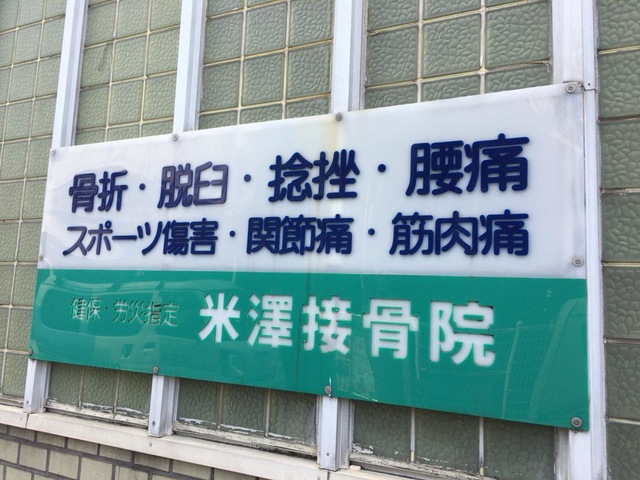 骨折・脱臼・捻挫・腰痛
スポーツ傷害・関節痛・筋肉痛
健保・労災指定 米澤接骨院